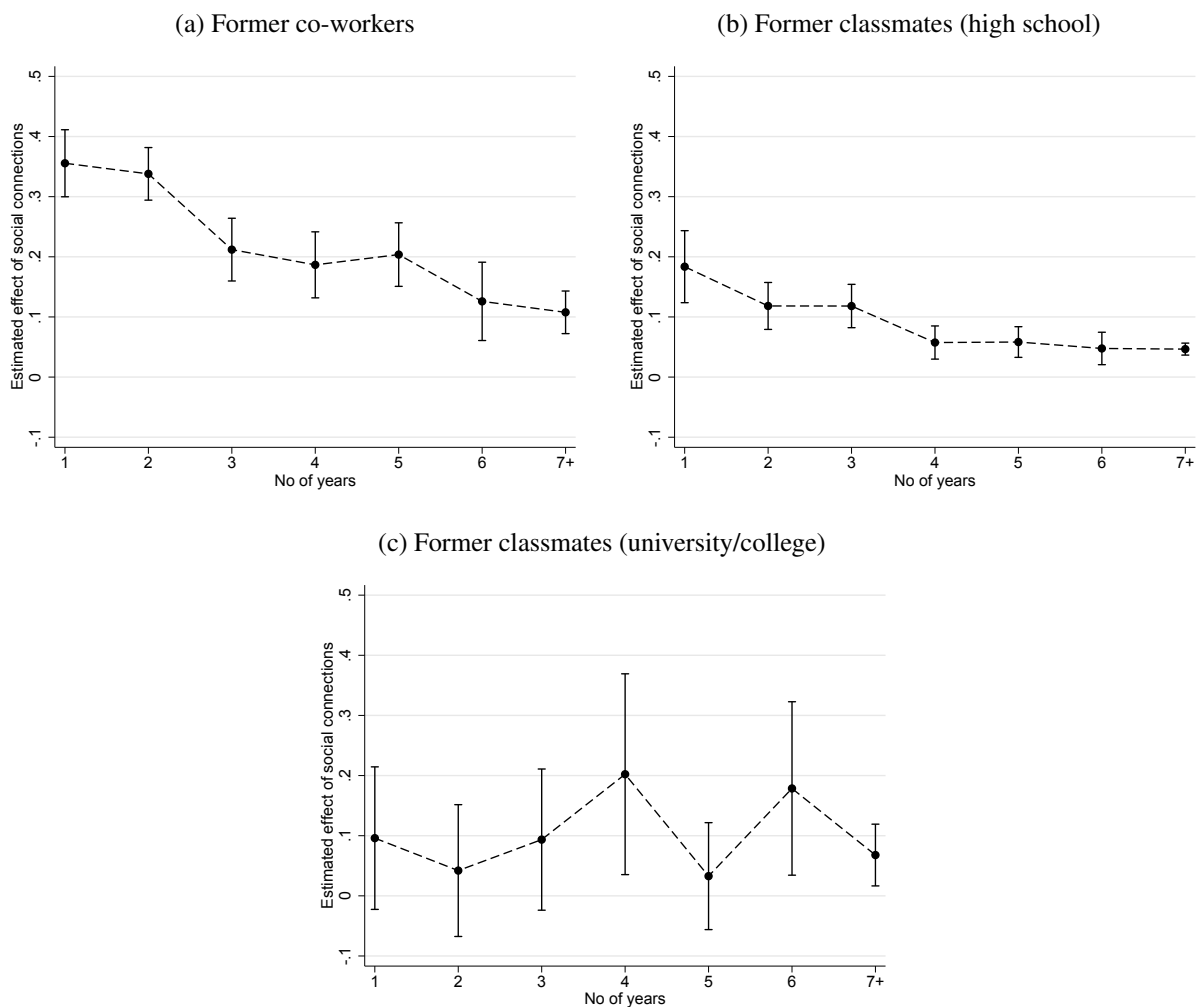 (a) Former co-workers
Estimated effect of social connections
-.1 0 .1 .2 .3 .4 .5
1 2 3 4 5 6 7+
No of years
(b) Former classmates (high school)
Estimated effect of social connections
-.1 0 .1 .2 .3 .4 .5
1 2 3 4 5 6 7+
No of years
(c) Former classmates (university/college)
Estimated effect of social connections
-.1 0 .1 .2 .3 .4 .5
1 2 3 4 5 6 7+
No of years